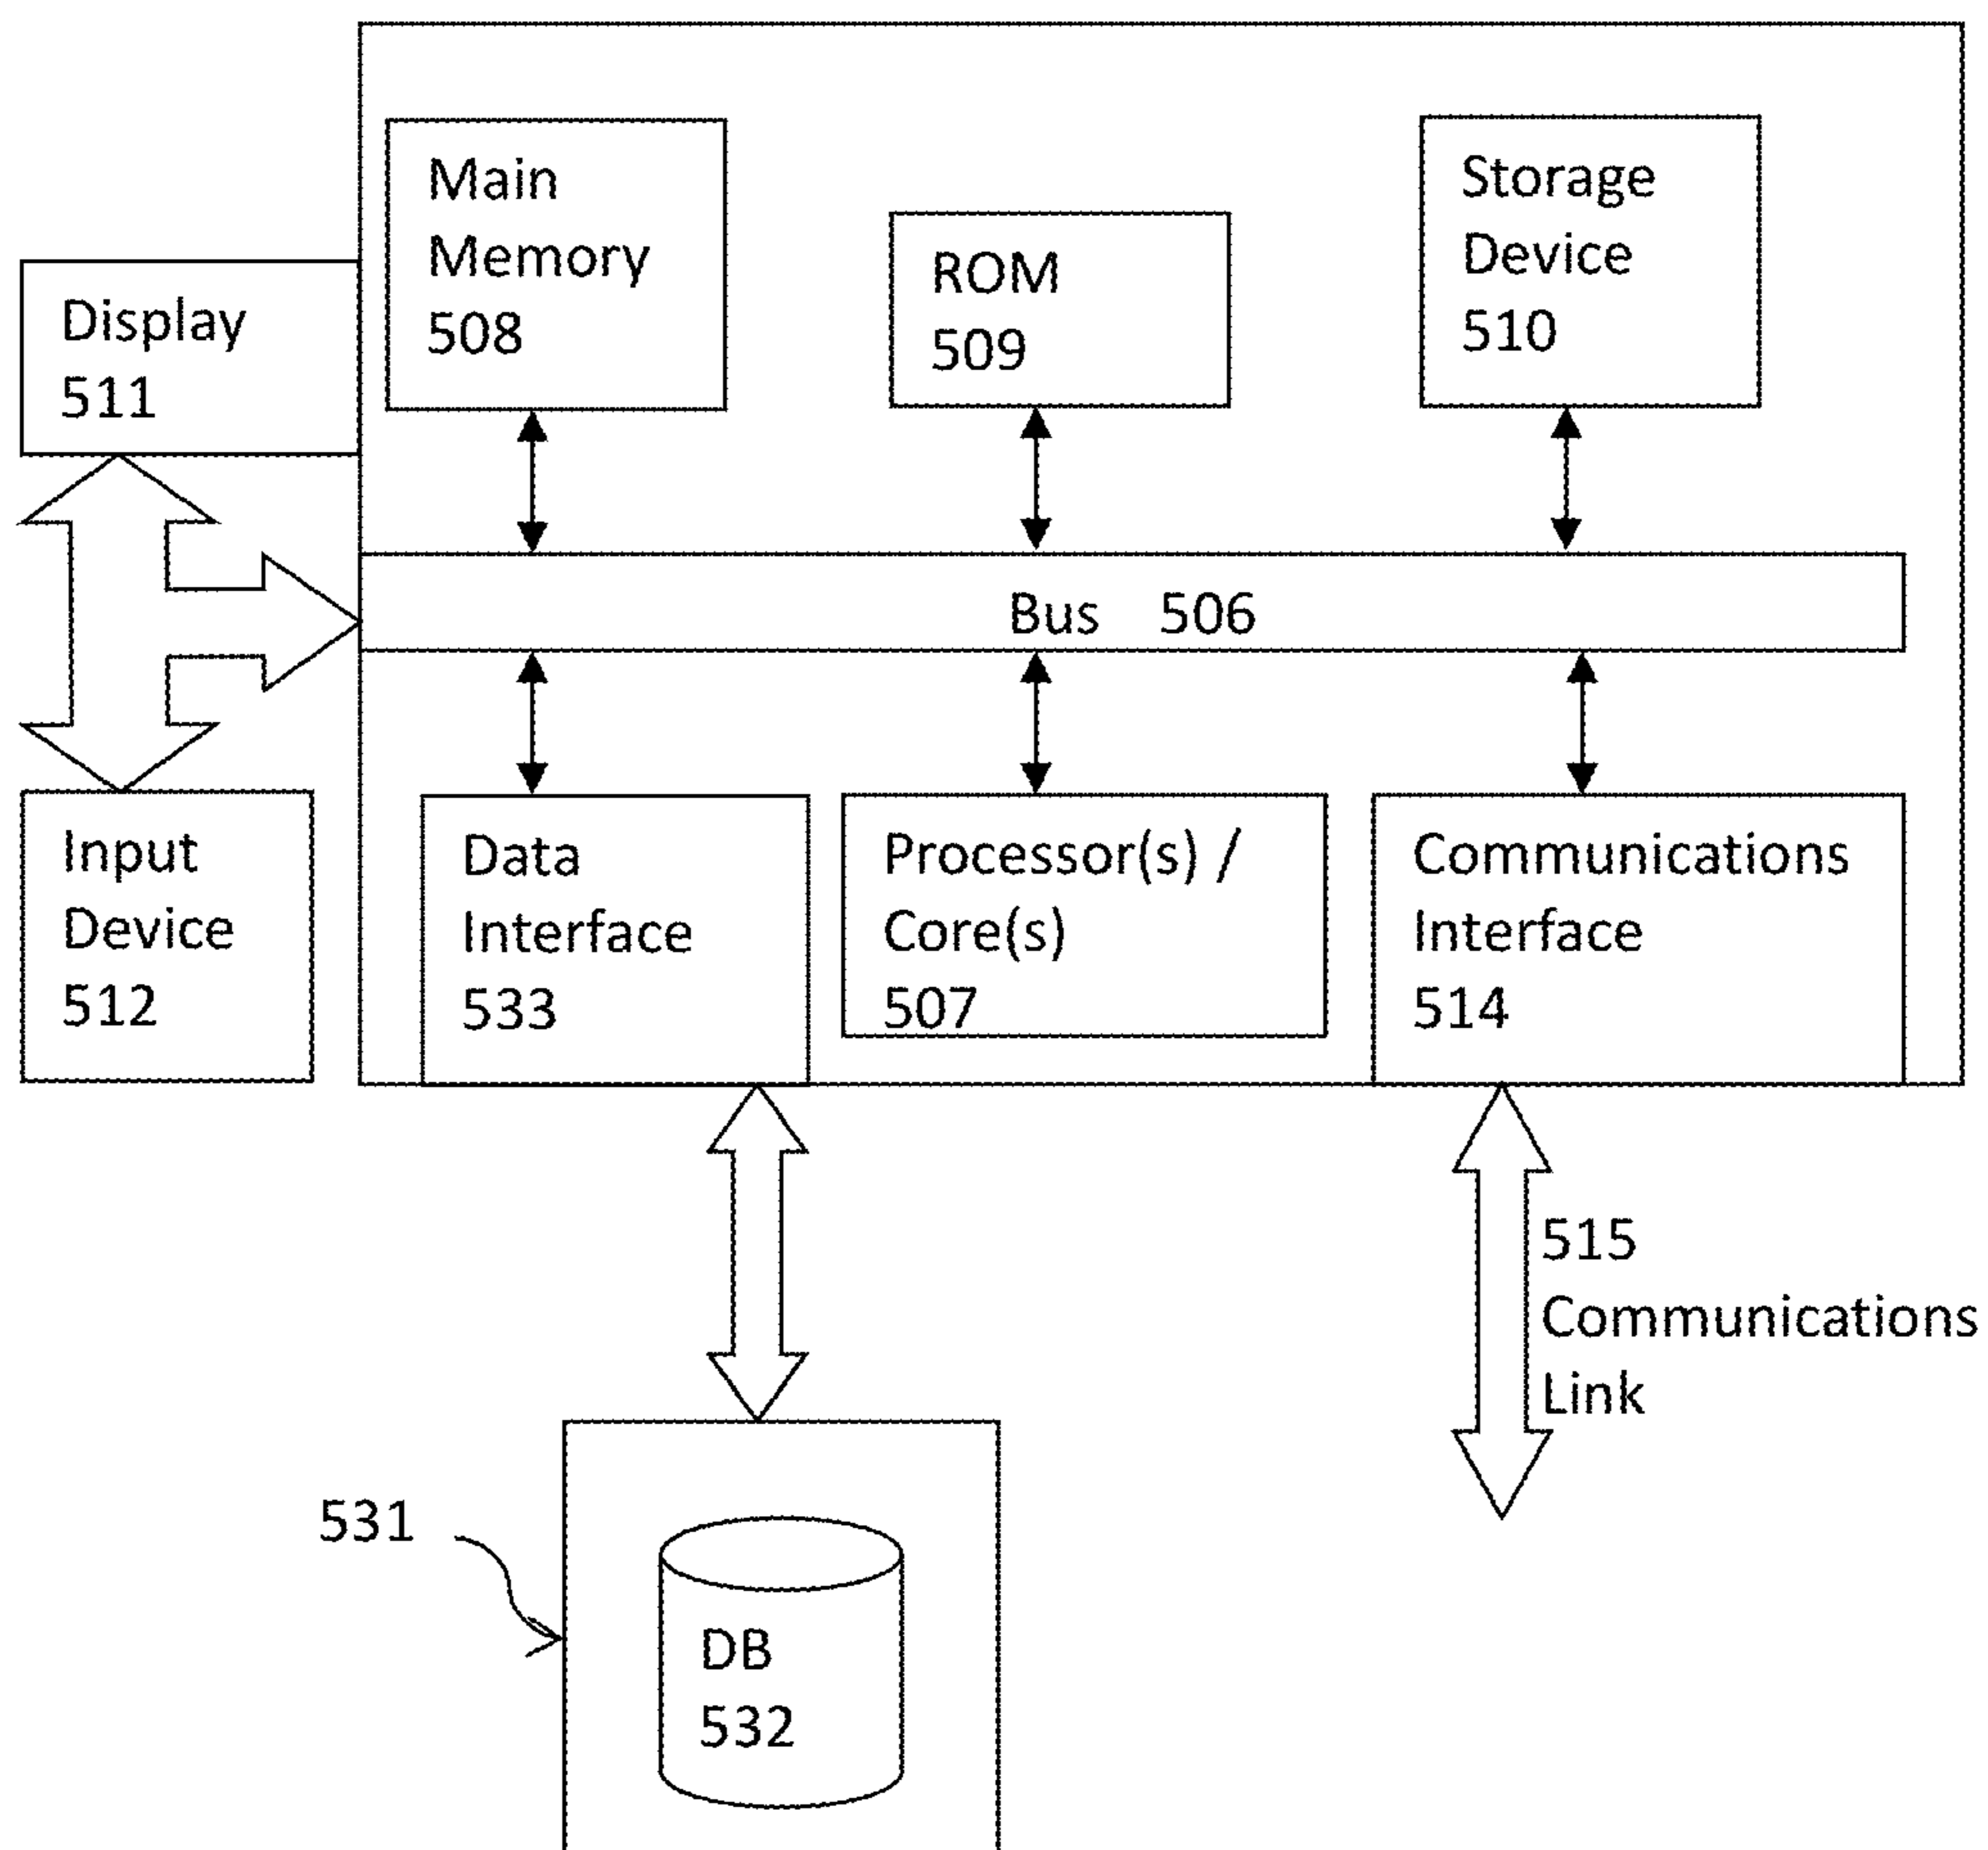 Main
Memory
508
ROM
509
Storage
Device
510
Display
511
Bus 506
Input
Device
512
Data
Interface
533
Processor(s) /
Core(s)
507
Communications
Interface
514
515
Communications
Link
531
DB
532